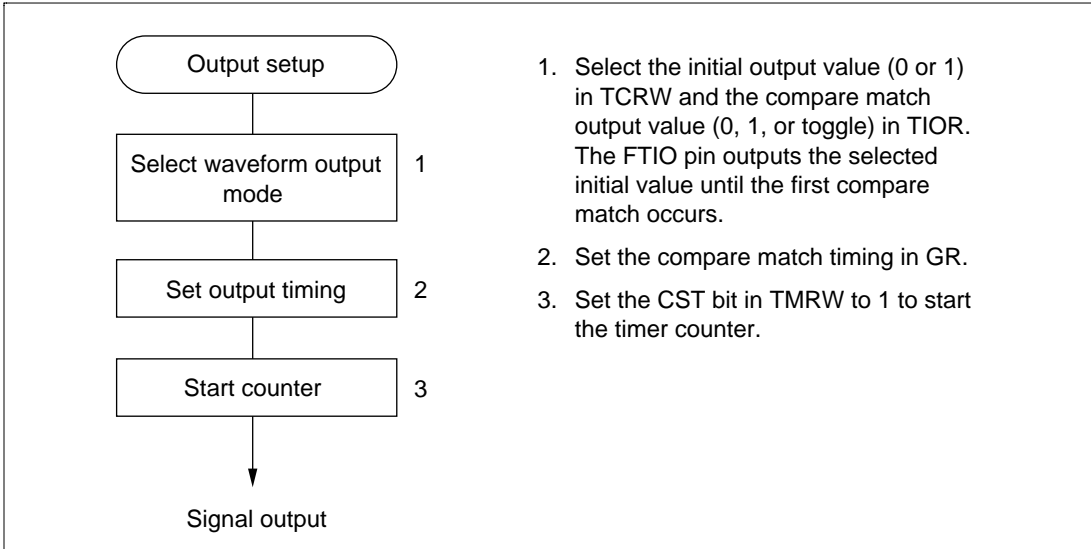 Output setup
Select waveform output
mode
1
Set output timing
2
Start counter
3
Signal output
1. Select the initial output value (0 or 1)
in TCRW and the compare match
output value (0, 1, or toggle) in TIOR.
The FTIO pin outputs the selected
initial value until the first compare
match occurs.
2. Set the compare match timing in GR.
3. Set the CST bit in TMRW to 1 to start
the timer counter.